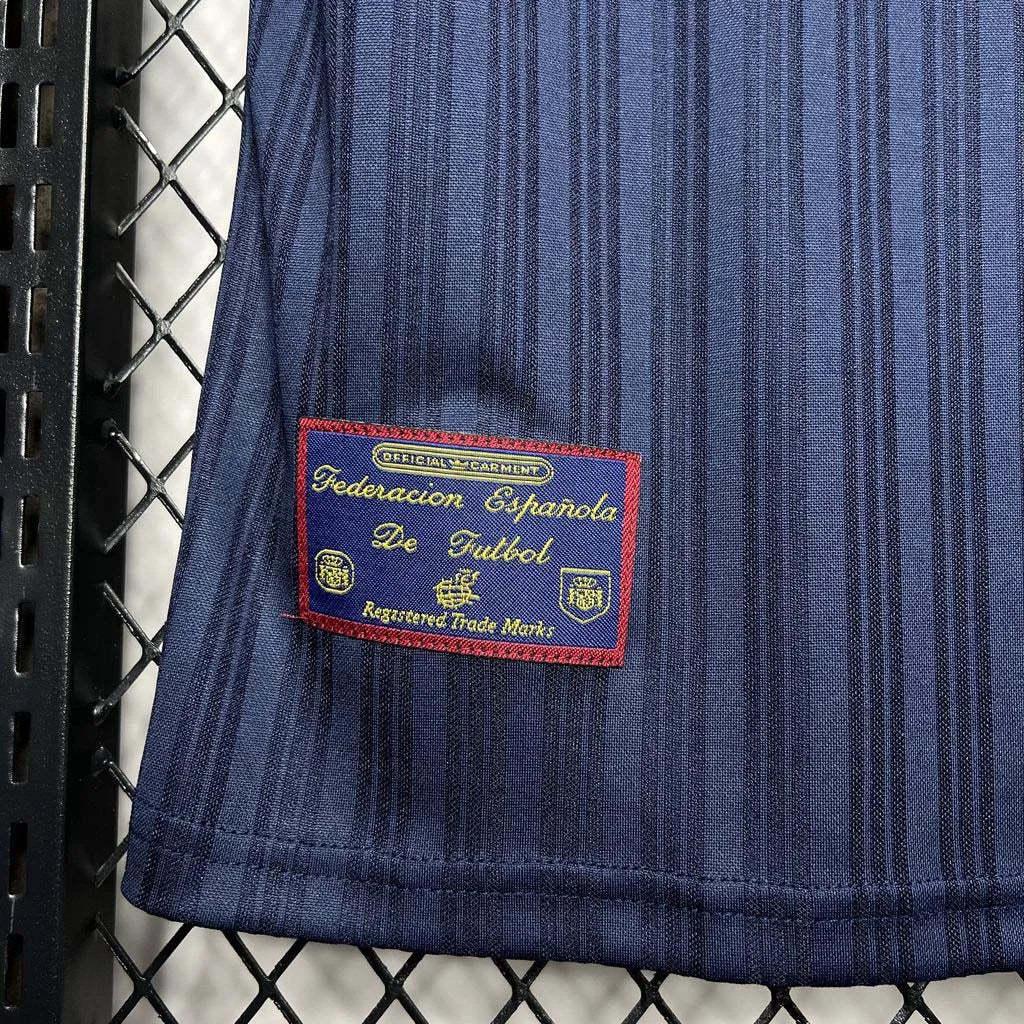 OFFICIAL GARMENT
Federacion Española
De Futbol
Registered Trade Marks